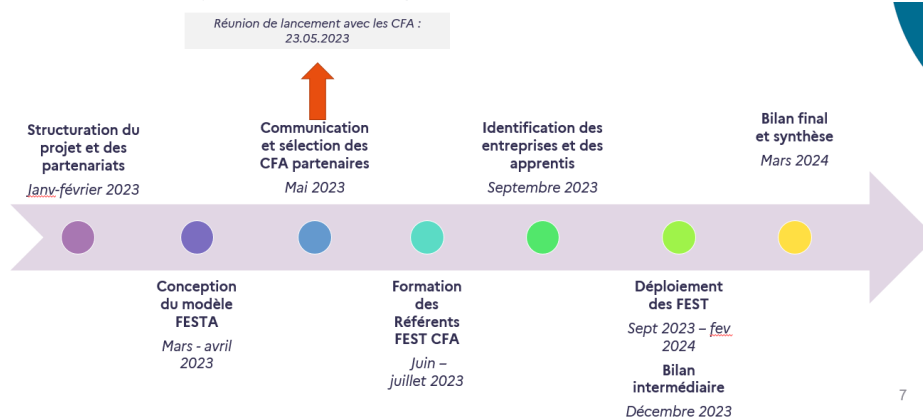 Réunion de lancement avec les CFA :
23.05.2023
Structuration du
projet et des
partenariats
Janv-février 2023
Communication
et sélection des
CFA partenaires
Mai 2023
Identification des
entreprises et des
apprentis
Septembre 2023
Bilan final
et synthèse
Mars 2024
Conception
du modèle
FESTA
Mars - avril
2023
Formation
des
Référents
FEST CFA
Juin –
juillet 2023
Déploiement
des FEST
Sept 2023 – fev
2024
Bilan
intermédiaire
Décembre 2023
7